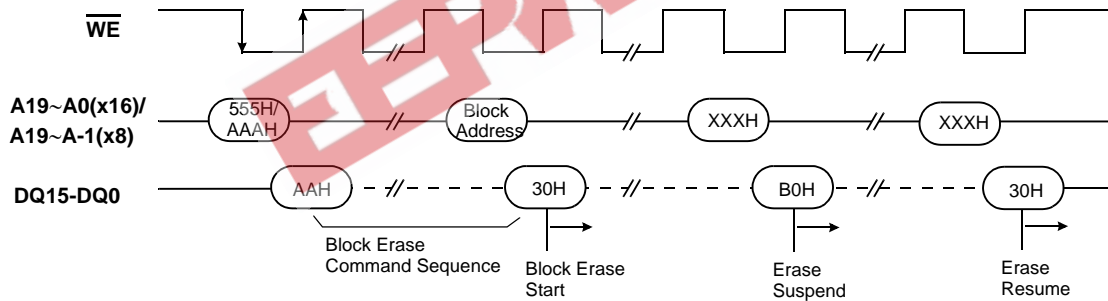 WE
A19~A0(x16)/
A19~A-1(x8)
555H/
AAAH
Block
Address
XXXH
XXXH
DQ15-DQ0
AAH
30H
B0H
30H
Block Erase
Command Sequence
Block Erase
Start
Erase
Suspend
Erase
Resume